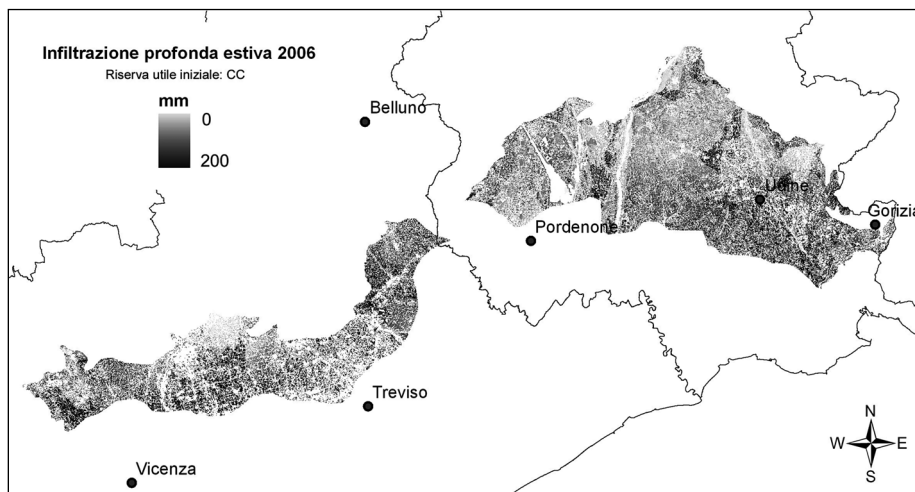 Infiltrazione profonda estiva 2006
Riserva utile iniziale: CC
mm
0
200
Belluno
Udine
Gorizia
Pordenone
Treviso
Vicenza
N
W E
S